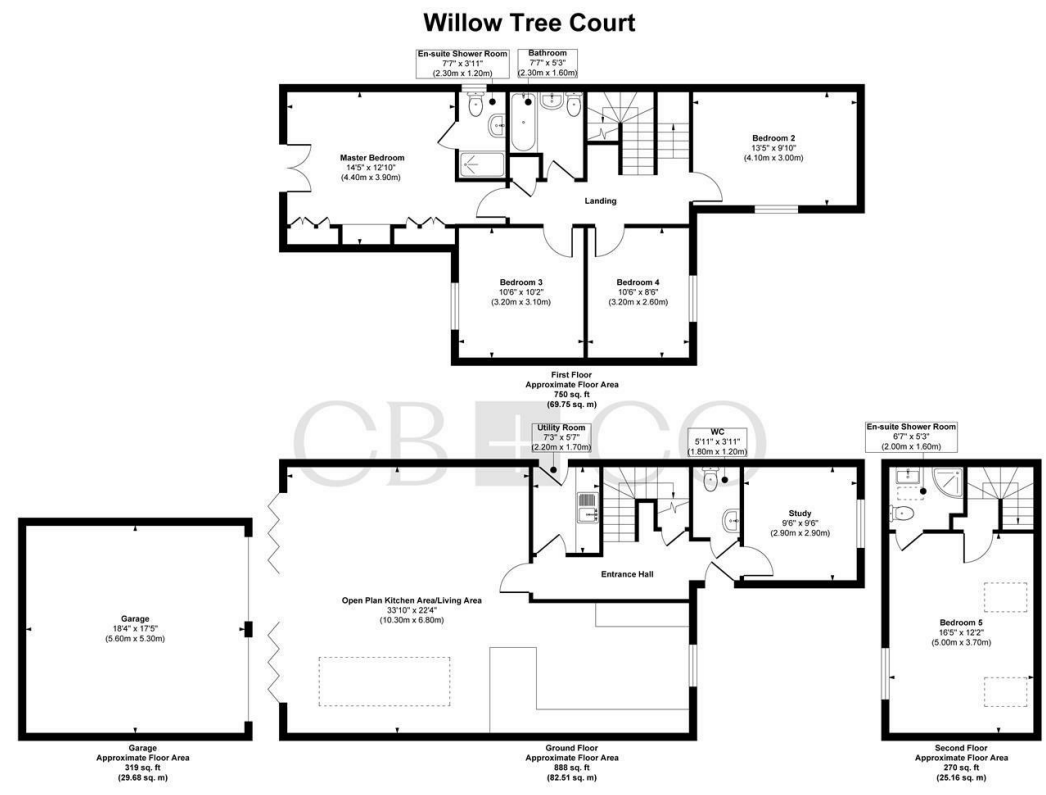 Willow Tree Court
En-suite Shower Room
7'7" x 3'11"
(2.30m x 1.20m)
Bathroom
7'7" x 5'3"
(2.30m x 1.60m)
Master Bedroom
14'5" x 12'10"
(4.40m x 3.90m)
Bedroom 2
13'5" x 9'10"
(4.10m x 3.00m)
Landing
Bedroom 3
10'6" x 10'2"
(3.20m x 3.10m)
Bedroom 4
10'6" x 8'6"
(3.20m x 2.60m)
First Floor
Approximate Floor Area
750 sq. ft
(69.75 sq. m)
CB+CO
Utility Room
7'3" x 5'7"
(2.20m x 1.70m)
WC
5'11" x 3'11"
(1.80m x 1.20m)
En-suite Shower Room
6'7" x 5'3"
(2.00m x 1.60m)
Study
9'6" x 9'6"
(2.90m x 2.90m)
Entrance Hall
Open Plan Kitchen Area/Living Area
33'10" x 22'4"
(10.30m x 6.80m)
Garage
18'4" x 17'5"
(5.60m x 5.30m)
Bedroom 5
16'5" x 12'2"
(5.00m x 3.70m)
Garage
Approximate Floor Area
319 sq. ft
(29.68 sq. m)
Ground Floor
Approximate Floor Area
888 sq. ft
(82.51 sq. m)
Second Floor
Approximate Floor Area
270 sq. ft
(25.16 sq. m)